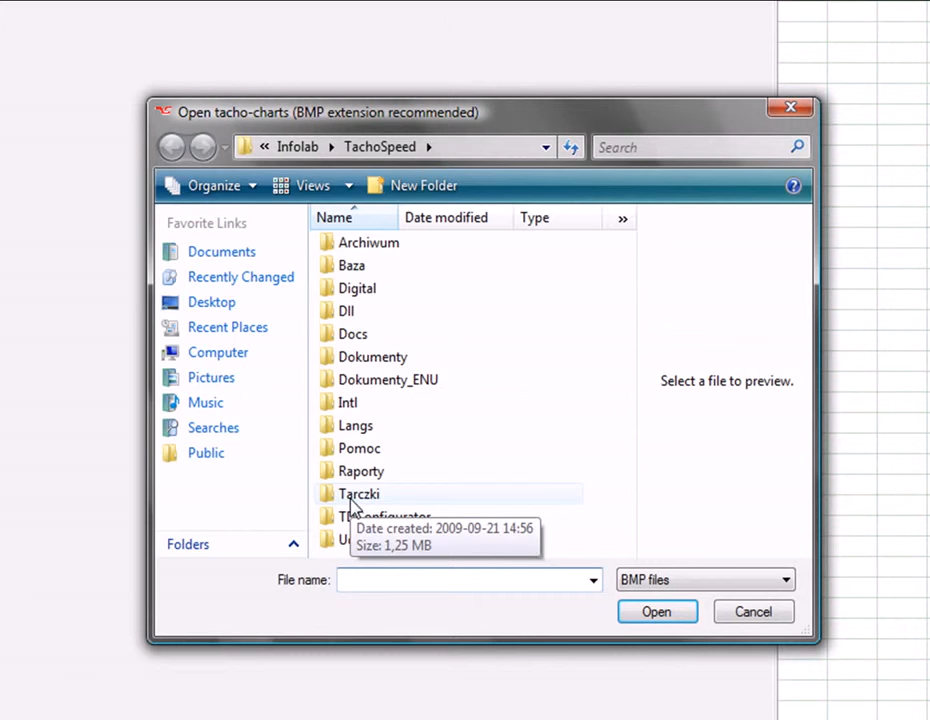 Open tacho-charts (BMP extension recommended)
« Infolab TachoSpeed
Search
Organize Views New Folder
Favorite Links
Documents
Recently Changed
Desktop
Recent Places
Computer
Pictures
Music
Searches
Public
Folders
Name Date modified Type »
Archiwum
Baza
Digital
Dll
Docs
Dokumenty
Dokumenty_ENU
Intl
Langs
Pomoc
Raporty
Tarczki
Date created: 2009-09-21 14:56
Size: 1,25 MB
Select a file to preview.
File name:
BMP files
Open Cancel